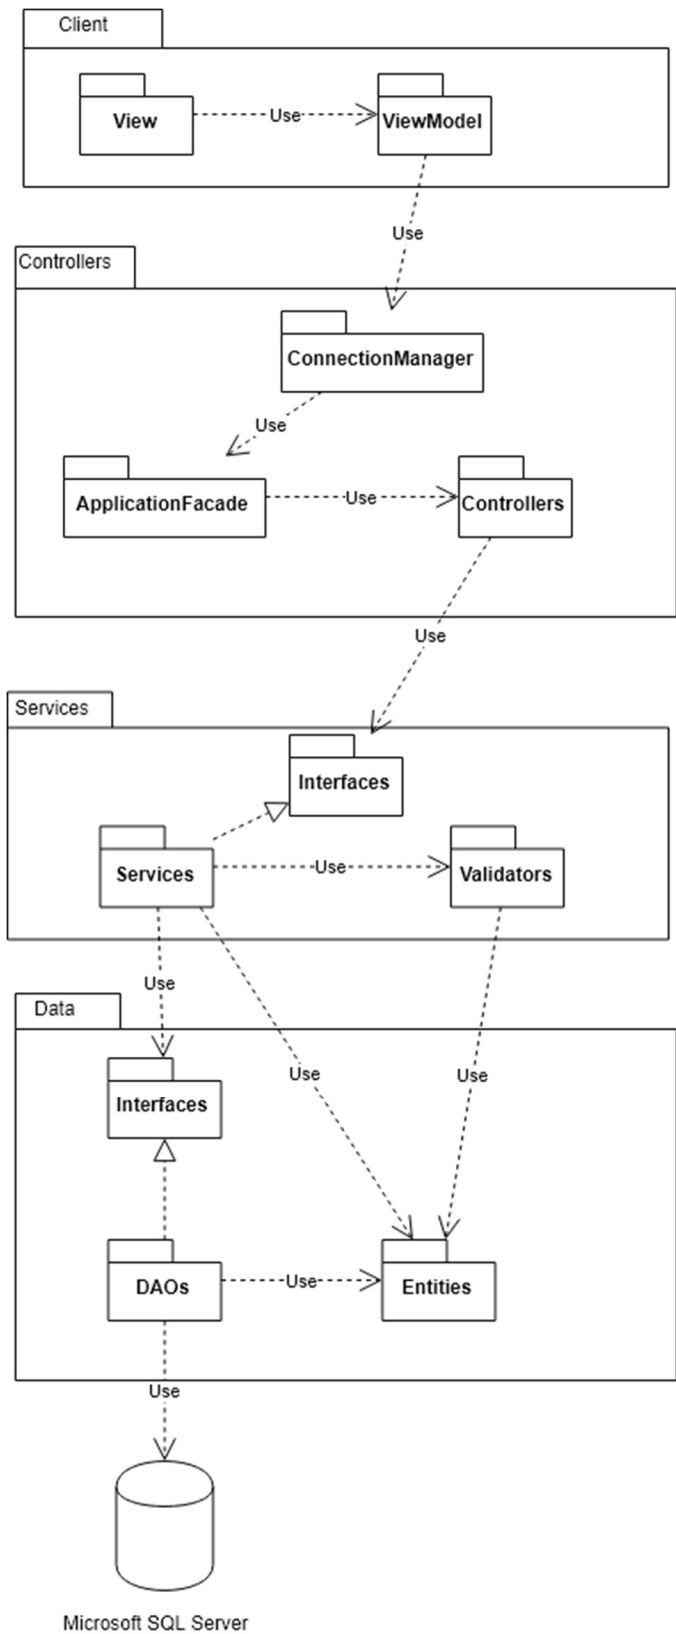 Client
View
Use
ViewModel
Use
Controllers
ConnectionManager
Use
ApplicationFacade
Use
Controllers
Use
Services
Interfaces
Services
Use
Validators
Use
Data
Use
Use
Interfaces
DAOs
Use
Entities
Use
Microsoft SQL Server